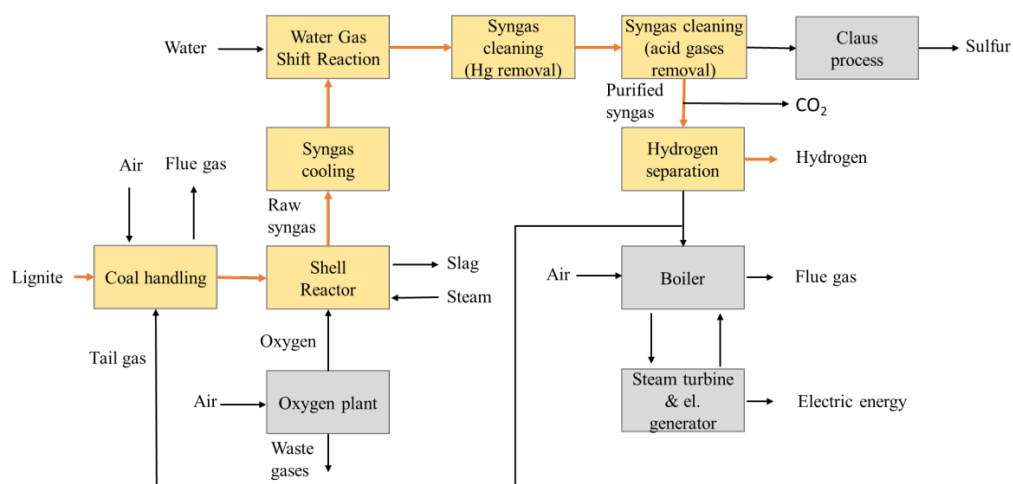 Water
Water Gas
Shift Reaction
Syngas
cleaning
(Hg removal)
Syngas cleaning
(acid gases
removal)
Claus
process
Sulfur
Purified
syngas
CO2
Air
Flue gas
Syngas
cooling
Hydrogen
separation
Hydrogen
Raw
syngas
Lignite
Coal handling
Shell
Reactor
Slag
Steam
Air
Boiler
Flue gas
Tail gas
Oxygen
Air
Oxygen plant
Steam turbine
& el.
generator
Electric energy
Waste
gases